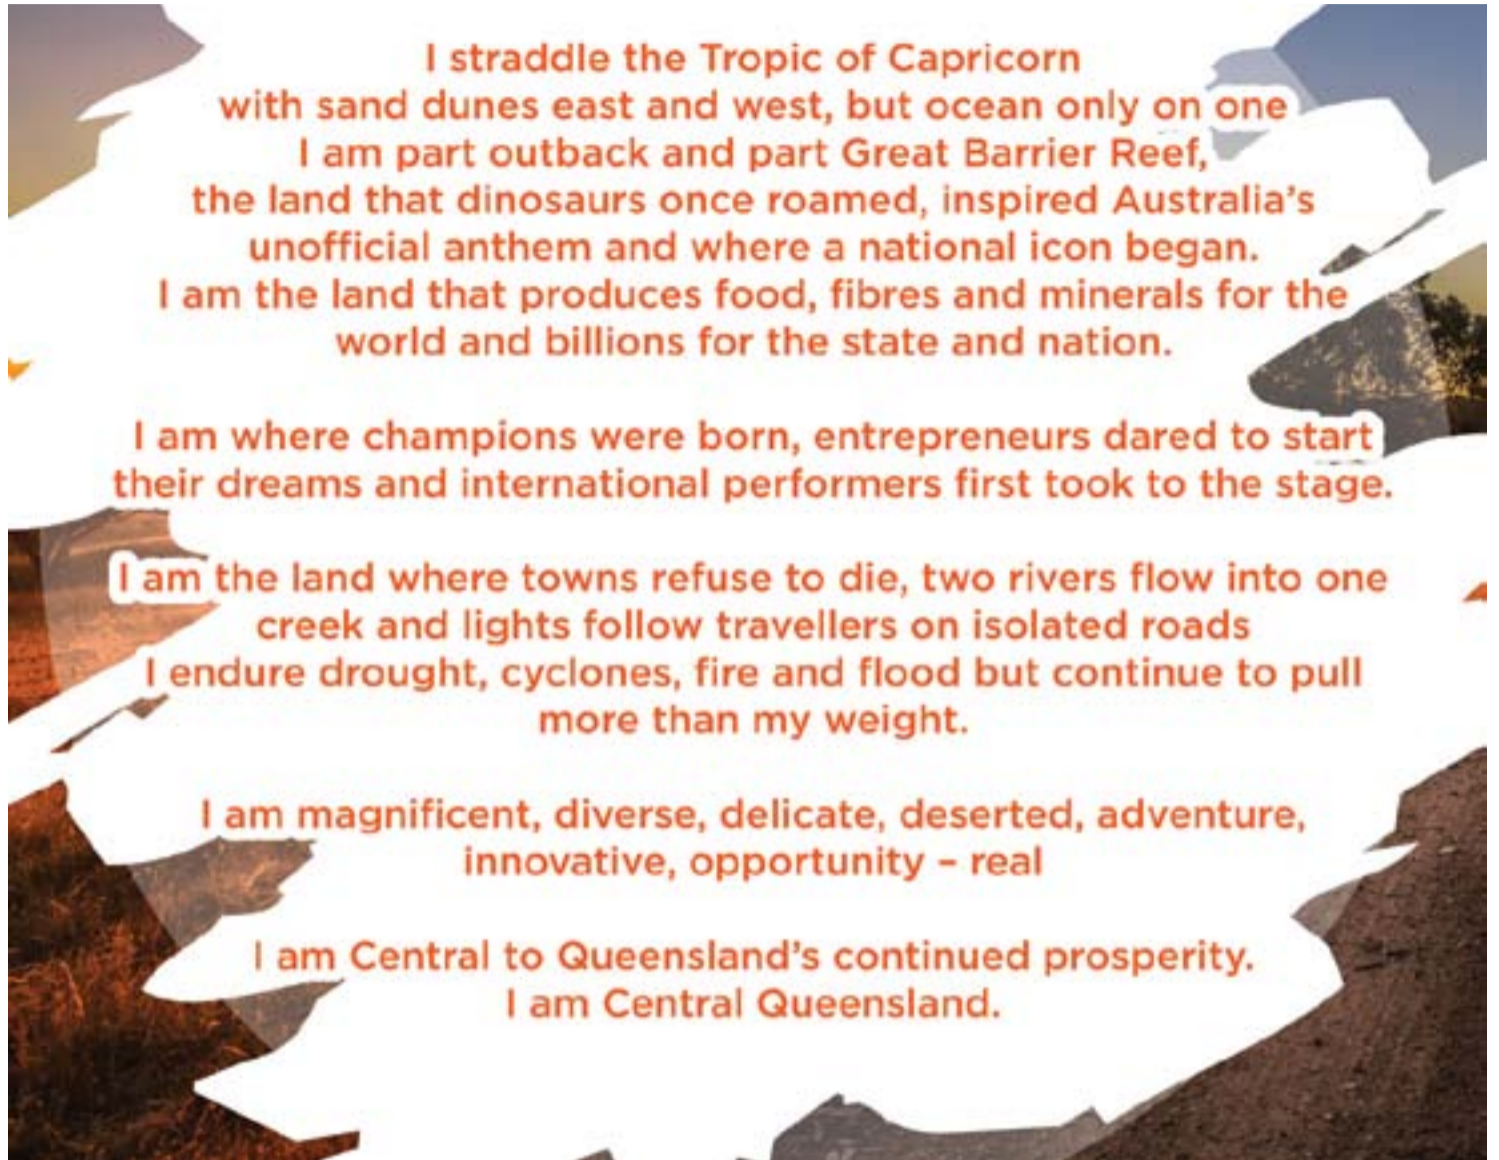 I straddle the Tropic of Capricorn
with sand dunes east and west, but ocean only on one
I am part outback and part Great Barrier Reef,
the land that dinosaurs once roamed, inspired Australia's
unofficial anthem and where a national icon began.
I am the land that produces food, fibres and minerals for the
world and billions for the state and nation.
I am where champions were born, entrepreneurs dared to start
their dreams and international performers first took to the stage.
I am the land where towns refuse to die, two rivers flow into one
creek and lights follow travellers on isolated roads
I endure drought, cyclones, fire and flood but continue to pull
more than my weight.
I am magnificent, diverse, delicate, deserted, adventure,
innovative, opportunity – real
I am Central to Queensland's continued prosperity.
I am Central Queensland.